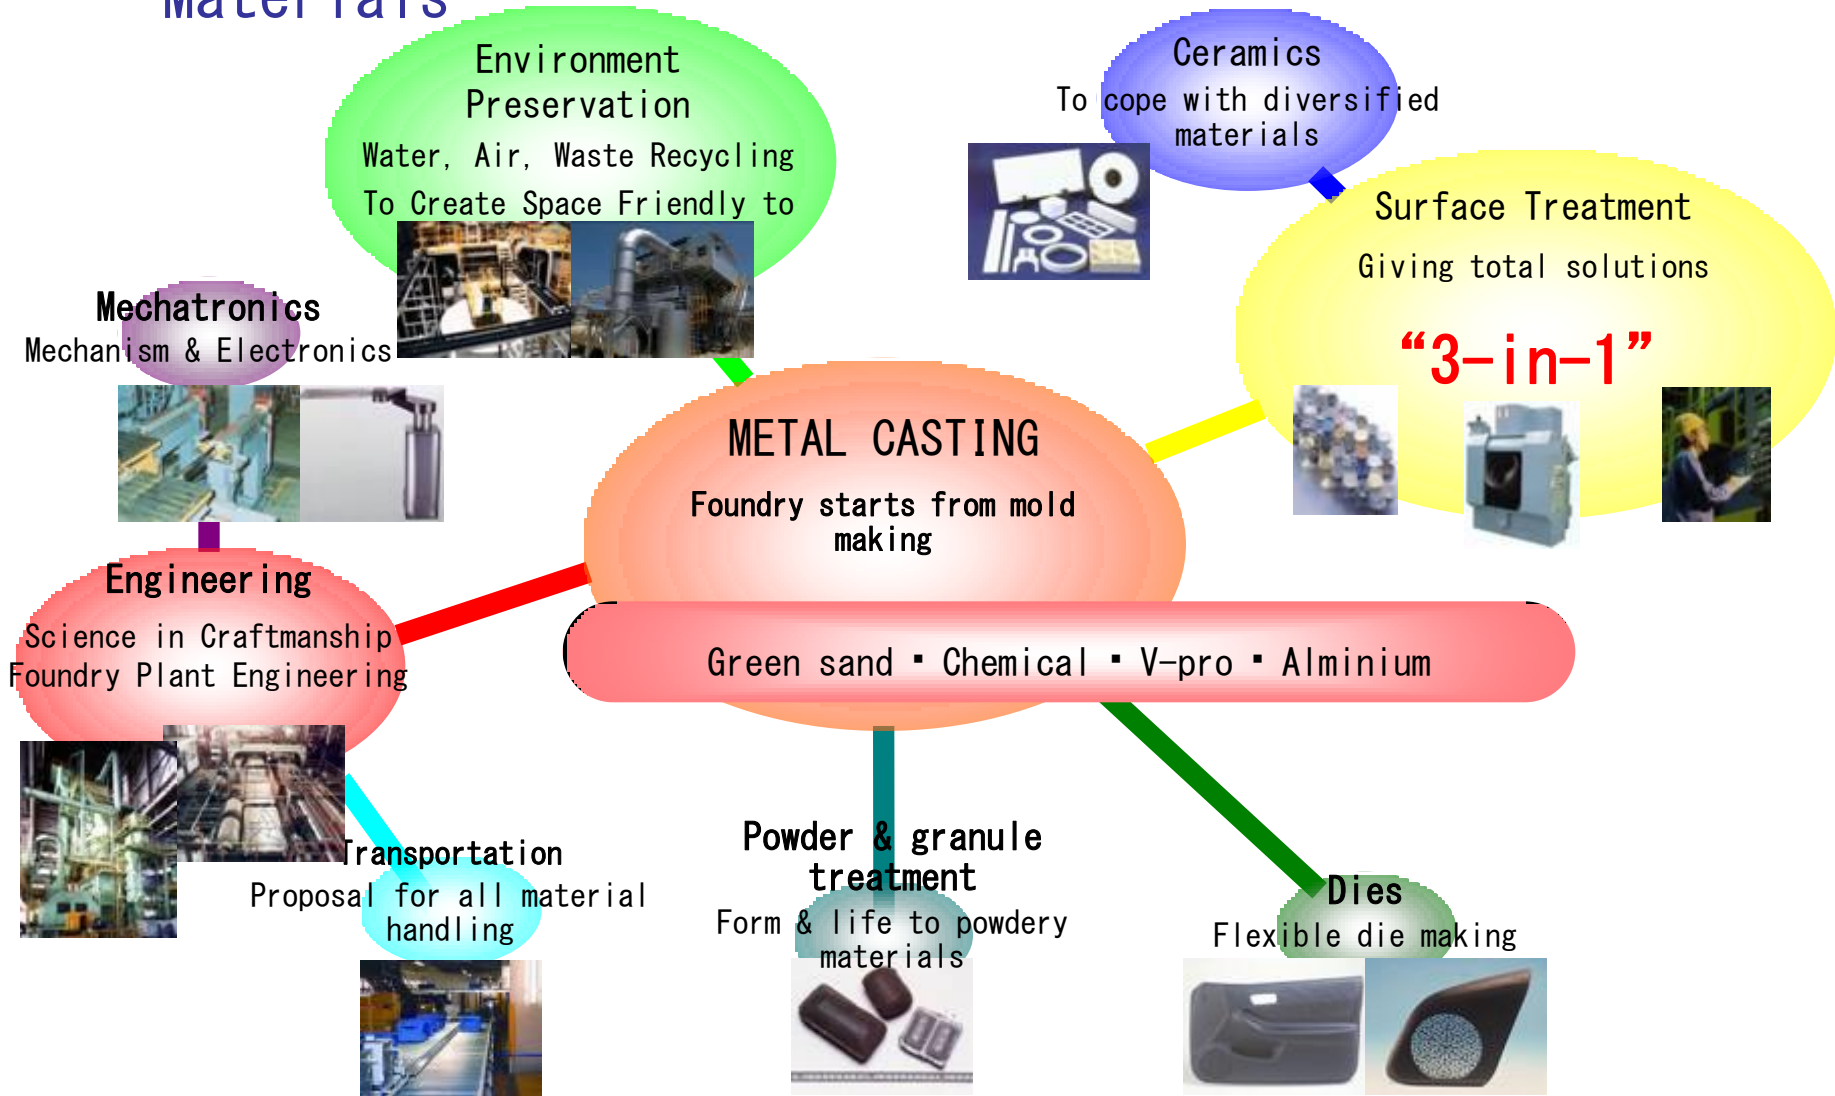 Materials
Environment
Preservation
Water, Air, Waste Recycling
To Create Space Friendly to
Ceramics
To cope with diversified
materials
Surface Treatment
Giving total solutions
“3-in-1”
Mechatronics
Mechanism & Electronics
METAL CASTING
Foundry starts from mold
making
Green sand ▪ Chemical ▪ V-pro ▪ Alminium
Engineering
Science in Craftmanship
Foundry Plant Engineering
Transportation
Proposal for all material
handling
Powder & granule
treatment
Form & life to powdery
materials
Dies
Flexible die making